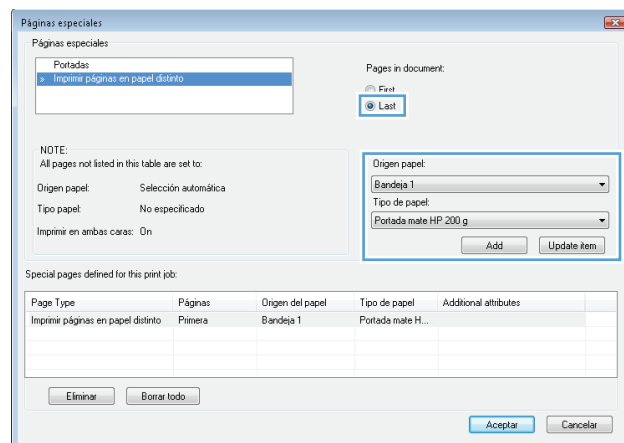 Páginas especiales
Páginas especiales
Portadas
» Imprimir páginas en papel distinto
Pages in document:
First
Last
NOTE:
All pages not listed in this table are set to:
Origen papel: Selección automática
Tipo papel: No especificado
Imprimir en ambas caras: On
Origen papel:
Bandeja 1
Tipo de papel:
Portada mate HP 200 g
Add Update item
Special pages defined for this print job:
Page Type Páginas Origen del papel Tipo de papel Additional attributes
Imprimir páginas en papel distinto Primera Bandeja 1 Portada mate H...
Eliminar Borrar todo
Aceptar Cancelar